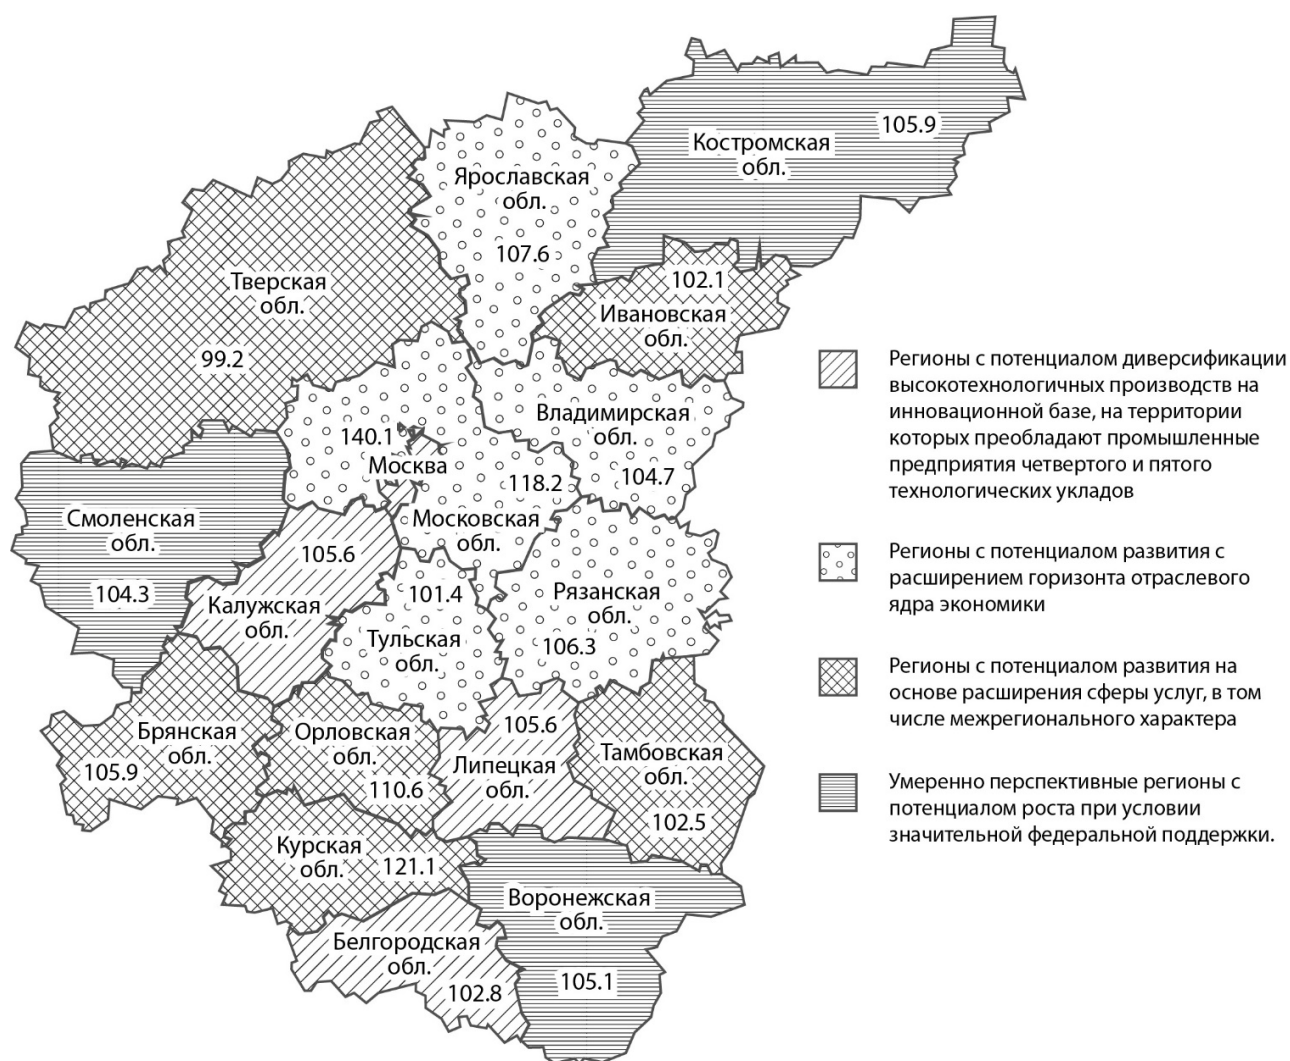 Костромская
обл.
105.9
Ярославская
обл.
107.6
Тверская
обл.
99.2
102.1
Ивановская
обл.
Владимирская
обл.
104.7
140.1
Москва
118.2
Московская
обл.
Смоленская
обл.
104.3
105.6
Калужская
обл.
101.4
Тульская
обл.
Рязанская
обл.
106.3
Брянская
обл.
105.9
Орловская
обл.
110.6
105.6
Липецкая
обл.
Тамбовская
обл.
102.5
Курская
обл.
121.1
Воронежская
обл.
105.1
Белгородская
обл.
102.8
Регионы с потенциалом диверсификации
высокотехнологичных производств на
инновационной базе, на территории
которых преобладают промышленные
предприятия четвертого и пятого
технологических укладов
Регионы с потенциалом развития с
расширением горизонта отраслевого
ядра экономики
Регионы с потенциалом развития на
основе расширения сферы услуг, в том
числе межрегионального характера
Умеренно перспективные регионы с
потенциалом роста при условии
значительной федеральной поддержки.